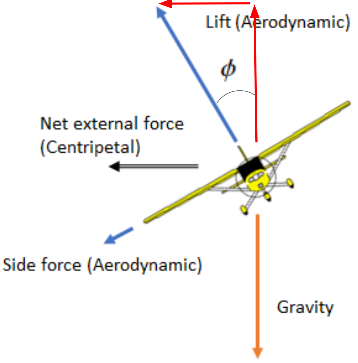 Lift (Aerodynamic)
ϕ
Net external force
(Centripetal)
Side force (Aerodynamic)
Gravity